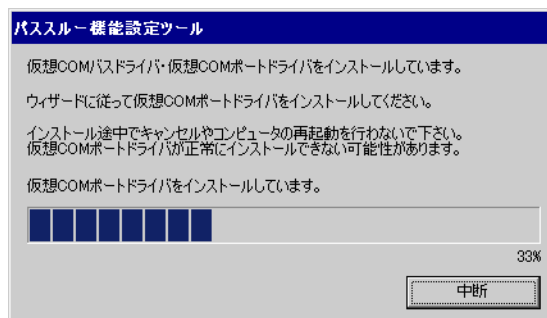 パススルー機能設定ツール
仮想COMバスドライバ・仮想COMポートドライバをインストールしています。
ウィザードに従って仮想COMポートドライバをインストールしてください。
インストール途中でキャンセルやコンピュータの再起動を行わないで下さい。
仮想COMポートドライバが正常にインストールできない可能性があります。
仮想COMポートドライバをインストールしています。
33%
中断